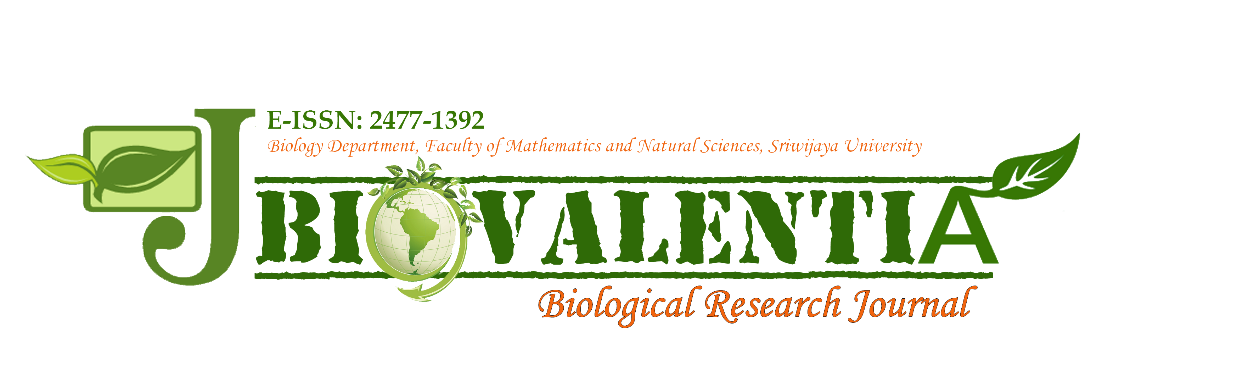 E-ISSN: 2477-1392
Biology Department, Faculty of Mathematics and Natural Sciences, Sriwijaya University
J BIOVALENTIA
Biological Research Journal